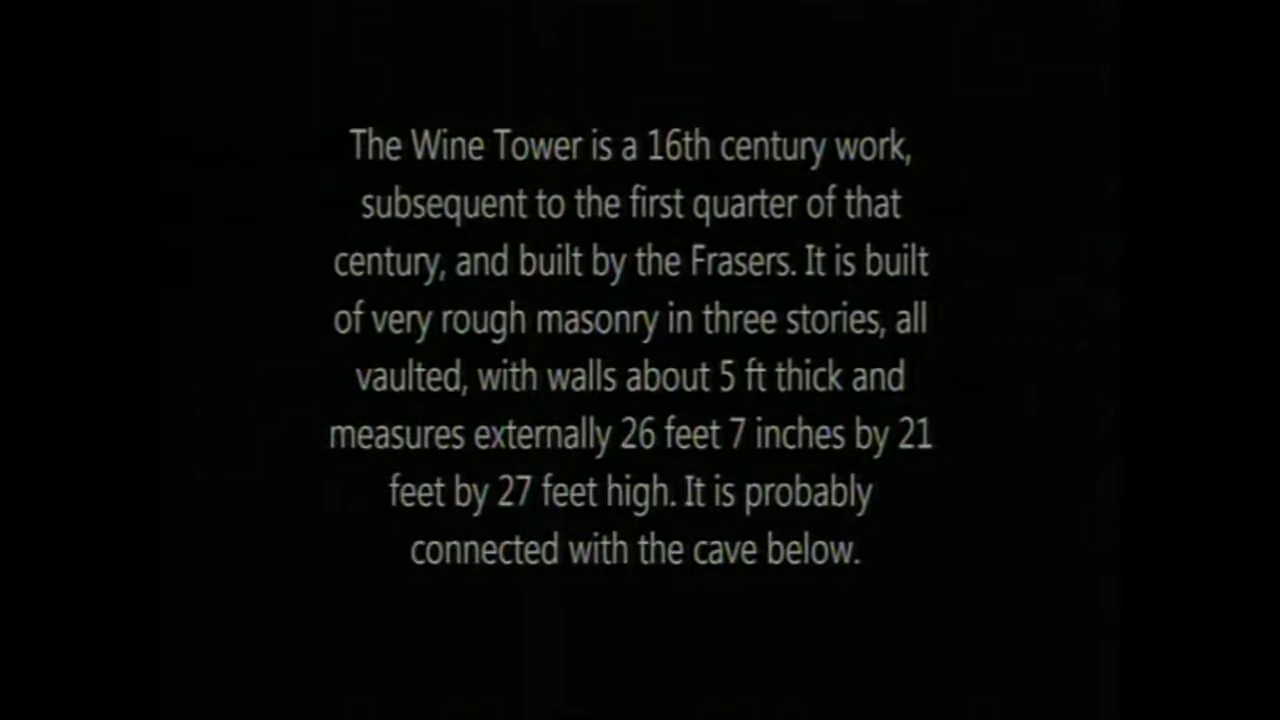 The Wine Tower is a 16th century work,
subsequent to the first quarter of that
century, and built by the Frasers. It is built
of very rough masonry in three stories, all
vaulted, with walls about 5 ft thick and
measures externally 26 feet 7 inches by 21
feet by 27 feet high. It is probably
connected with the cave below.